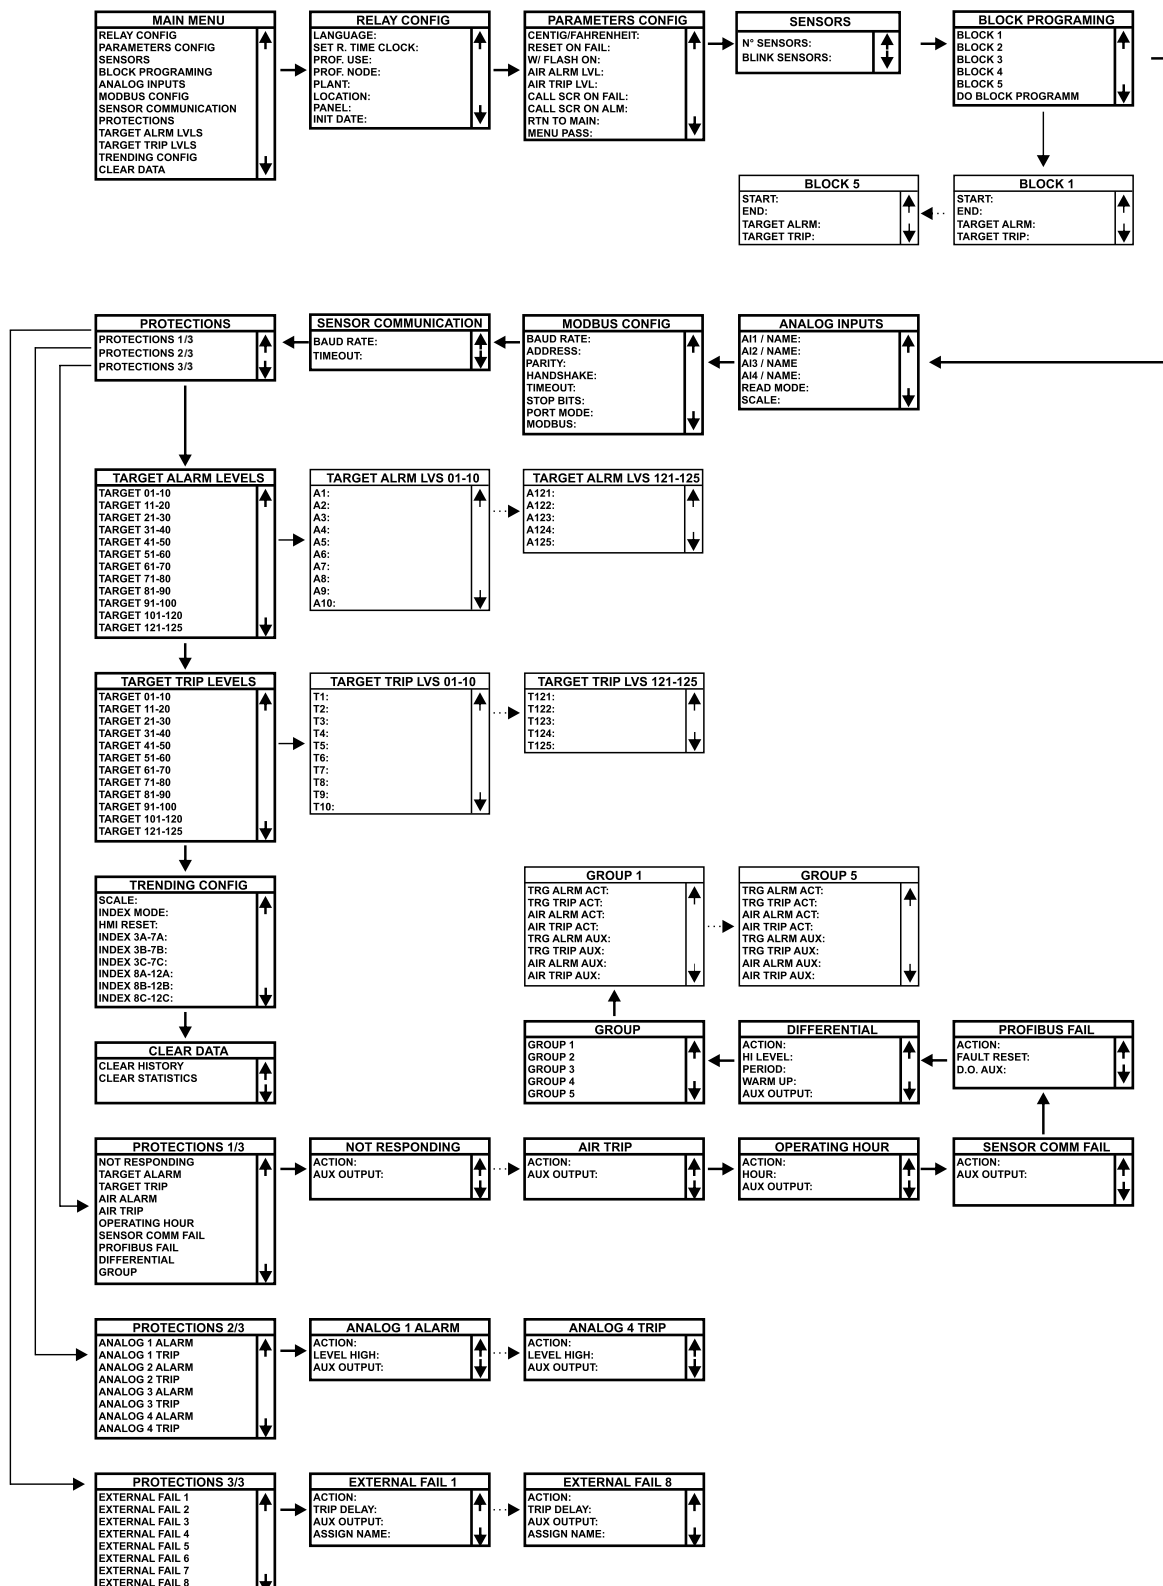 MAIN MENU
RELAY CONFIG
PARAMETERS CONFIG
SENSORS
BLOCK PROGRAMING
ANALOG INPUTS
MODBUS CONFIG
SENSOR COMMUNICATION
PROTECTIONS
TARGET ALRM LVLS
TARGET TRIP LVLS
TRENDING CONFIG
CLEAR DATA
RELAY CONFIG
LANGUAGE:
SET R. TIME CLOCK:
PROF. USE:
PROF. NODE:
PLANT:
LOCATION:
PANEL:
INIT DATE:
PARAMETERS CONFIG
CENTIG/FAHRENHEIT:
RESET ON FAIL:
W/ FLASH ON:
AIR ALRM LVL:
AIR TRIP LVL:
CALL SCR ON FAIL:
CALL SCR ON ALM:
RTN TO MAIN:
MENU PASS:
SENSORS
N° SENSORS:
BLINK SENSORS:
BLOCK PROGRAMING
BLOCK 1
BLOCK 2
BLOCK 3
BLOCK 4
BLOCK 5
DO BLOCK PROGRAMM
BLOCK 5
START:
END:
TARGET ALRM:
TARGET TRIP:
BLOCK 1
START:
END:
TARGET ALRM:
TARGET TRIP:
PROTECTIONS
PROTECTIONS 1/3
PROTECTIONS 2/3
PROTECTIONS 3/3
SENSOR COMMUNICATION
BAUD RATE:
TIMEOUT:
MODBUS CONFIG
BAUD RATE:
ADDRESS:
PARITY:
HANDSHAKE:
TIMEOUT:
STOP BITS:
PORT MODE:
MODBUS:
ANALOG INPUTS
AI1 / NAME:
AI2 / NAME:
AI3 / NAME
AI4 / NAME:
READ MODE:
SCALE:
TARGET ALARM LEVELS
TARGET 01-10
TARGET 11-20
TARGET 21-30
TARGET 31-40
TARGET 41-50
TARGET 51-60
TARGET 61-70
TARGET 71-80
TARGET 81-90
TARGET 91-100
TARGET 101-120
TARGET 121-125
TARGET ALRM LVS 01-10
A1:
A2:
A3:
A4:
A5:
A6:
A7:
A8:
A9:
A10:
TARGET ALRM LVS 121-125
A121:
A122:
A123:
A124:
A125:
TARGET TRIP LEVELS
TARGET 01-10
TARGET 11-20
TARGET 21-30
TARGET 31-40
TARGET 41-50
TARGET 51-60
TARGET 61-70
TARGET 71-80
TARGET 81-90
TARGET 91-100
TARGET 101-120
TARGET 121-125
TARGET TRIP LVS 01-10
T1:
T2:
T3:
T4:
T5:
T6:
T7:
T8:
T9:
T10:
TARGET TRIP LVS 121-125
T121:
T122:
T123:
T124:
T125:
TRENDING CONFIG
SCALE:
INDEX MODE:
HMI RESET:
INDEX 3A-7A:
INDEX 3B-7B:
INDEX 3C-7C:
INDEX 8A-12A:
INDEX 8B-12B:
INDEX 8C-12C:
GROUP 1
TRG ALRM ACT:
TRG TRIP ACT:
AIR ALRM ACT:
AIR TRIP ACT:
TRG ALRM AUX:
TRG TRIP AUX:
AIR ALRM AUX:
AIR TRIP AUX:
GROUP 5
TRG ALRM ACT:
TRG TRIP ACT:
AIR ALRM ACT:
AIR TRIP ACT:
TRG ALRM AUX:
TRG TRIP AUX:
AIR ALRM AUX:
AIR TRIP AUX:
CLEAR DATA
CLEAR HISTORY
CLEAR STATISTICS
GROUP
GROUP 1
GROUP 2
GROUP 3
GROUP 4
GROUP 5
DIFFERENTIAL
ACTION:
HI LEVEL:
PERIOD:
WARM UP:
AUX OUTPUT:
PROFIBUS FAIL
ACTION:
FAULT RESET:
D.O. AUX:
PROTECTIONS 1/3
NOT RESPONDING
TARGET ALARM
TARGET TRIP
AIR ALARM
AIR TRIP
OPERATING HOUR
SENSOR COMM FAIL
PROFIBUS FAIL
DIFFERENTIAL
GROUP
NOT RESPONDING
ACTION:
AUX OUTPUT:
AIR TRIP
ACTION:
AUX OUTPUT:
OPERATING HOUR
ACTION:
HOUR:
AUX OUTPUT:
SENSOR COMM FAIL
ACTION:
AUX OUTPUT:
PROTECTIONS 2/3
ANALOG 1 ALARM
ANALOG 1 TRIP
ANALOG 2 ALARM
ANALOG 2 TRIP
ANALOG 3 ALARM
ANALOG 3 TRIP
ANALOG 4 ALARM
ANALOG 4 TRIP
ANALOG 1 ALARM
ACTION:
LEVEL HIGH:
AUX OUTPUT:
ANALOG 4 TRIP
ACTION:
LEVEL HIGH:
AUX OUTPUT:
PROTECTIONS 3/3
EXTERNAL FAIL 1
EXTERNAL FAIL 2
EXTERNAL FAIL 3
EXTERNAL FAIL 4
EXTERNAL FAIL 5
EXTERNAL FAIL 6
EXTERNAL FAIL 7
EXTERNAL FAIL 8
EXTERNAL FAIL 1
ACTION:
TRIP DELAY:
AUX OUTPUT:
ASSIGN NAME:
EXTERNAL FAIL 8
ACTION:
TRIP DELAY:
AUX OUTPUT:
ASSIGN NAME: